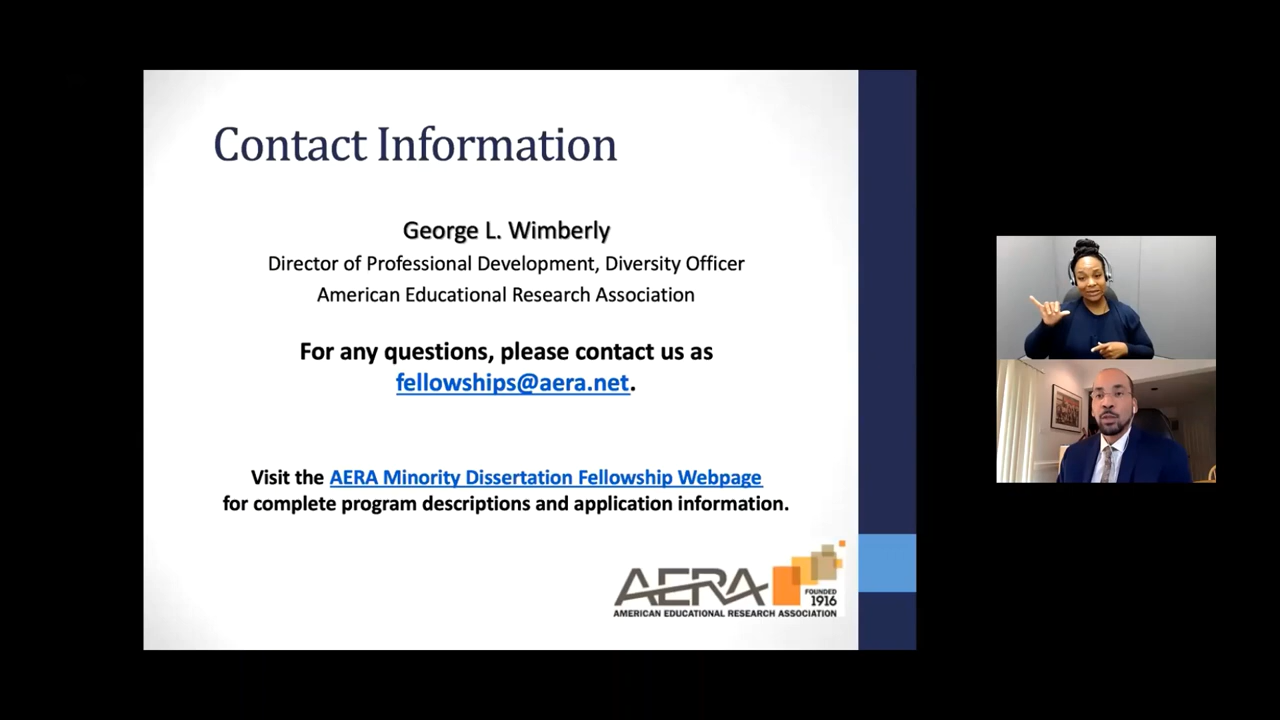 Contact Information
George L. Wimberly
Director of Professional Development, Diversity Officer
American Educational Research Association
For any questions, please contact us as
fellowships@aera.net.
Visit the AERA Minority Dissertation Fellowship Webpage
for complete program descriptions and application information.
AERA
FOUNDED
1916
AMERICAN EDUCATIONAL RESEARCH ASSOCIATION